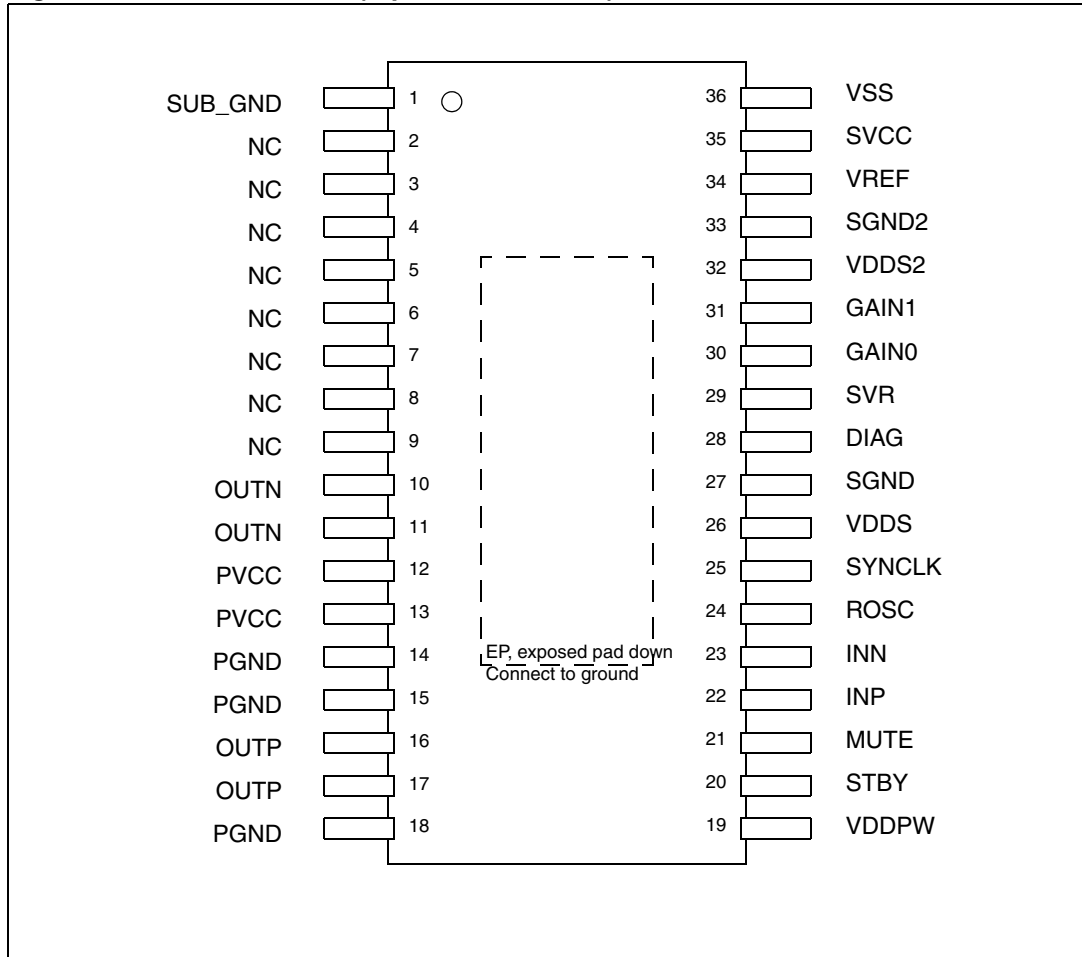 SUB_GND 1 36 VSS
NC 2 35 SVCC
NC 3 34 VREF
NC 4 33 SGND2
NC 5 32 VDDS2
NC 6 31 GAIN1
NC 7 30 GAIN0
NC 8 29 SVR
NC 9 28 DIAG
OUTN 10 27 SGND
OUTN 11 26 VDDS
PVCC 12 25 SYNCLK
PVCC 13 24 ROSC
PGND 14 EP, exposed pad down 23 INN
Connect to ground
PGND 15 22 INP
OUTP 16 21 MUTE
OUTP 17 20 STBY
PGND 18 19 VDDPW